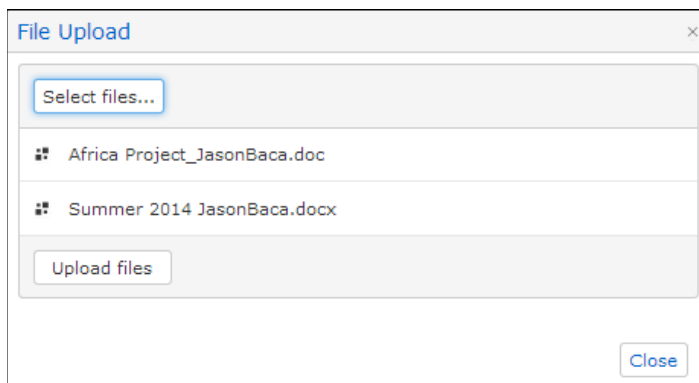 File Upload
Select files...
Africa Project_JasonBaca.doc
Summer 2014 JasonBaca.docx
Upload files
Close